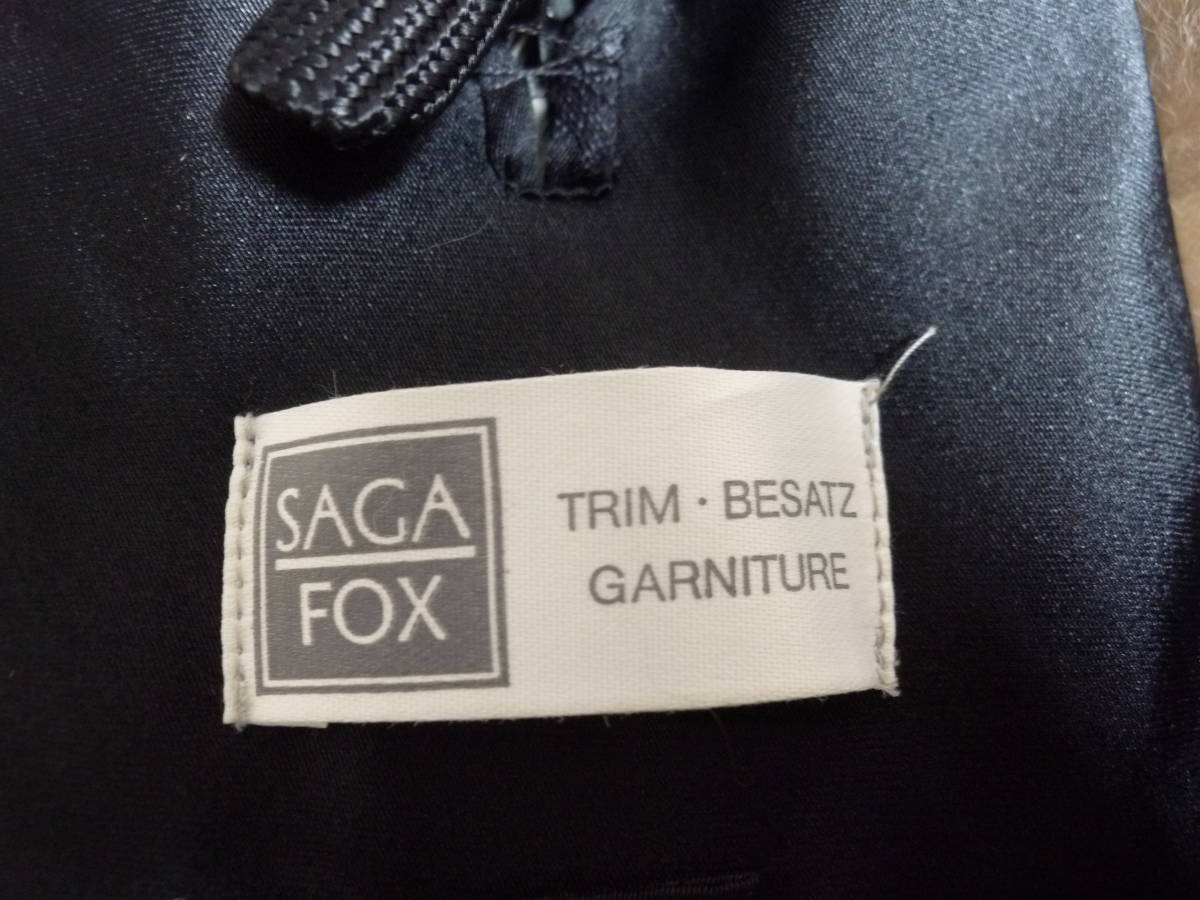 SAGA
FOX
TRIM · BESATZ
GARNITURE